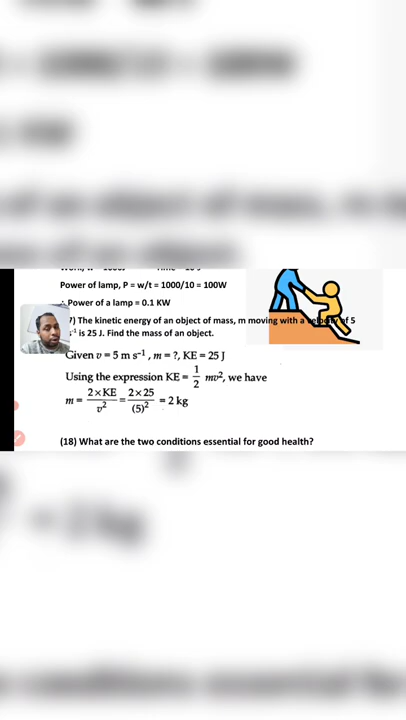 Power of lamp, P = w/t = 1000/10 = 100W
∴ Power of a lamp = 0.1 KW
7) The kinetic energy of an object of mass, m moving with a velocity of 5
s⁻¹ is 25 J. Find the mass of an object.
Given v = 5 m s⁻¹, m = ?, KE = 25 J
Using the expression KE = 1/2 mv², we have
m = 2×KE/v² = 2×25/(5)² = 2 kg
(18) What are the two conditions essential for good health?